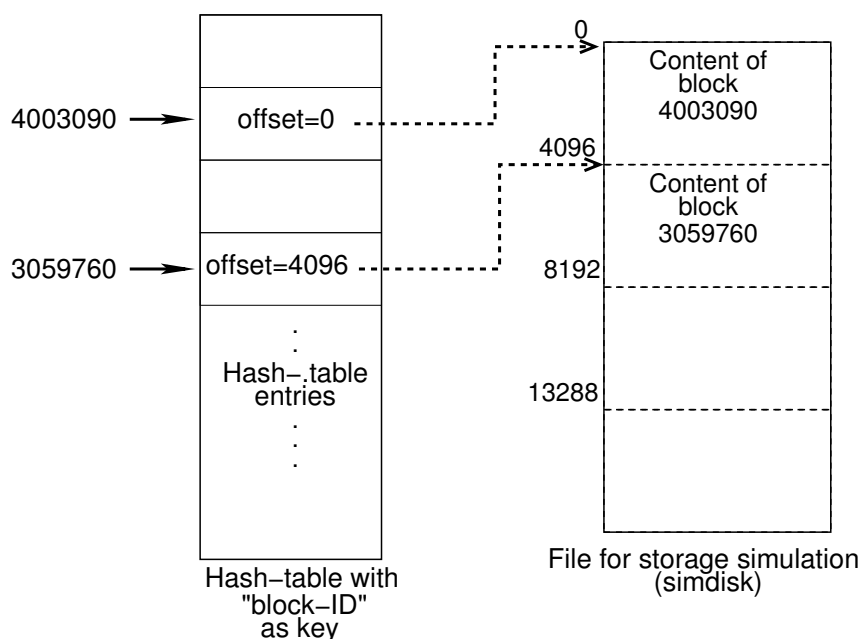 0
Content of
block
4003090
4003090
offset=0
4096
Content of
block
3059760
3059760
offset=4096
8192
Hash-table
entries
13288
File for storage simulation
(simdisk)
Hash-table with
"block-ID"
as key